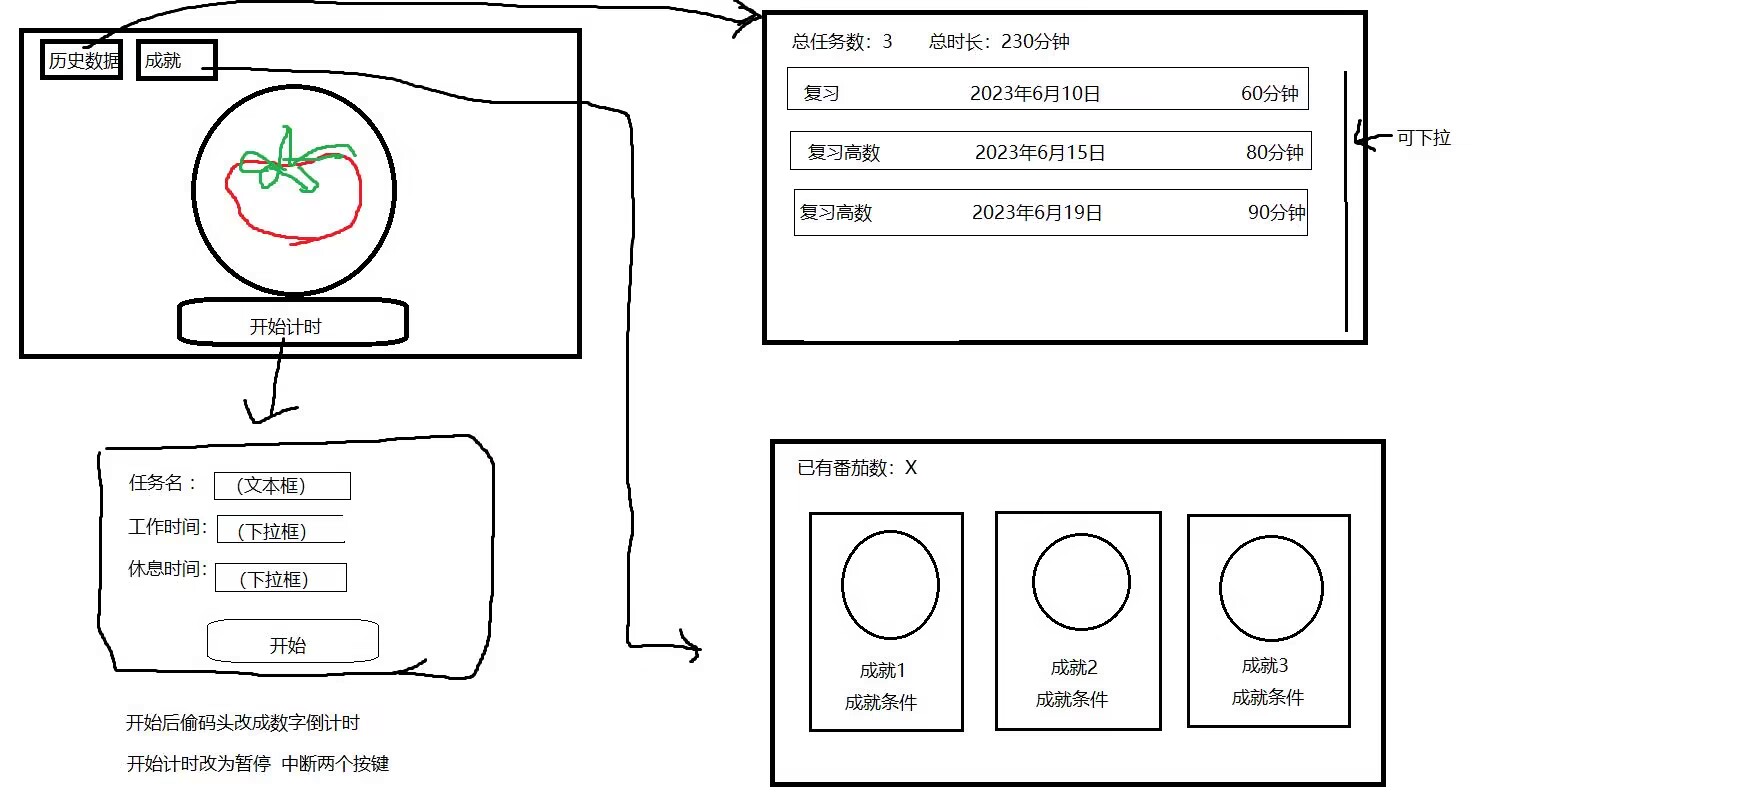 历史数据 成就
开始计时
总任务数：3 总时长：230分钟
复习 2023年6月10日 60分钟
复习高数 2023年6月15日 80分钟
复习高数 2023年6月19日 90分钟
可下拉
任务名： （文本框）
工作时间： （下拉框）
休息时间： （下拉框）
开始
开始后偷码头改成数字倒计时
开始计时改为暂停 中断两个按键
已有番茄数：X
成就1 成就2 成就3
成就条件 成就条件 成就条件